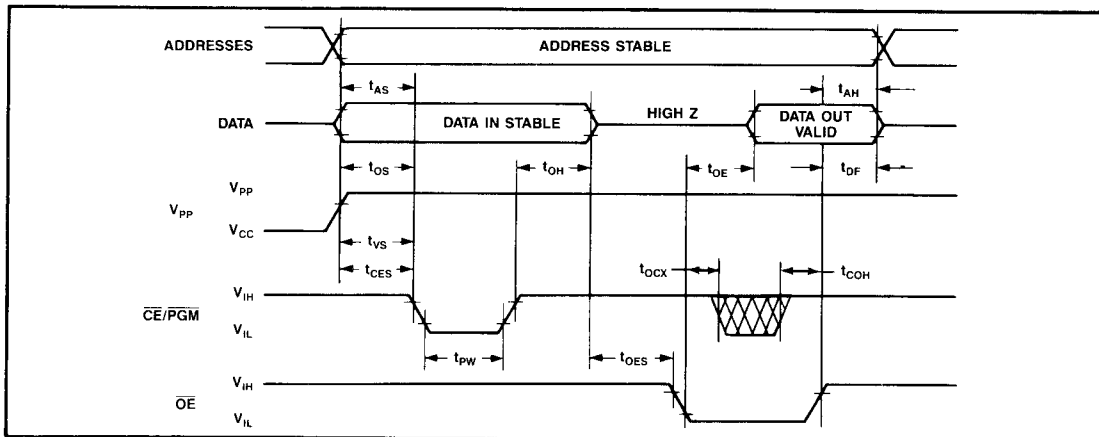 ADDRESSES
ADDRESS STABLE
tAS
tAH
DATA
DATA IN STABLE
HIGH Z
DATA OUT
VALID
tOS
tOH
tOE
tDF
VPP
VPP
VCC
tVS
tCES
tOCX
tCOH
VIH
CE/PGM
VIL
tPW
tOES
VIH
OE
VIL